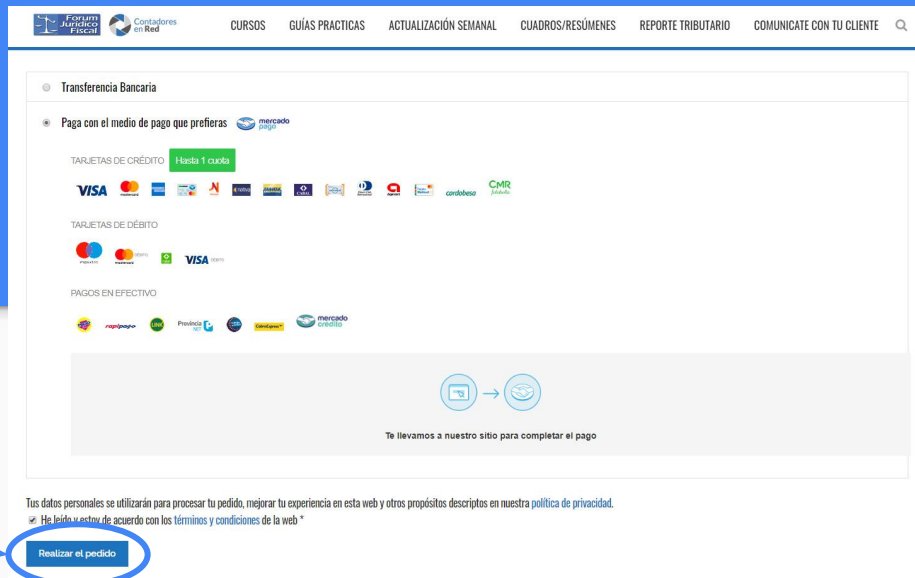 Forum
Jurídico
Fiscal
Contadores
en Red
CURSOS GUÍAS PRACTICAS ACTUALIZACIÓN SEMANAL CUADROS/RESÚMENES REPORTE TRIBUTARIO COMUNICATE CON TU CLIENTE
Transferencia Bancaria
Paga con el medio de pago que prefieras mercado pago
TARJETAS DE CRÉDITO Hasta 1 cuota
VISA nativa CABAL cordobesa CMR
TARJETAS DE DÉBITO
VISA
PAGOS EN EFECTIVO
rapipago LINK Provincia NET CobroExpress mercado crédito
Te llevamos a nuestro sitio para completar el pago
Tus datos personales se utilizarán para procesar tu pedido, mejorar tu experiencia en esta web y otros propósitos descriptos en nuestra política de privacidad.
He leído y estoy de acuerdo con los términos y condiciones de la web *
Realizar el pedido